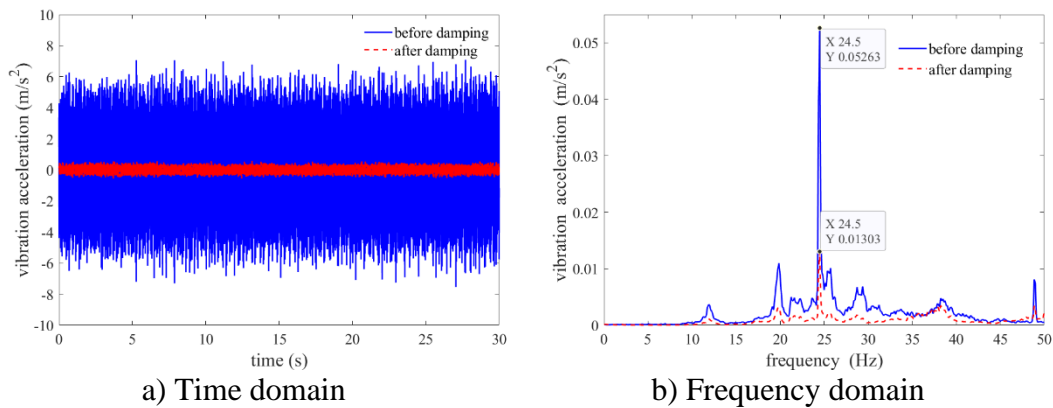 10
8
6
4
2
0
-2
-4
-6
-8
-10
vibration acceleration (m/s²)
before damping
after damping
0 5 10 15 20 25 30
time (s)
a) Time domain
0.05
0.04
0.03
0.02
0.01
0
vibration acceleration (m/s²)
X 24.5
Y 0.05263
before damping
after damping
X 24.5
Y 0.01303
0 5 10 15 20 25 30 35 40 45 50
frequency (Hz)
b) Frequency domain